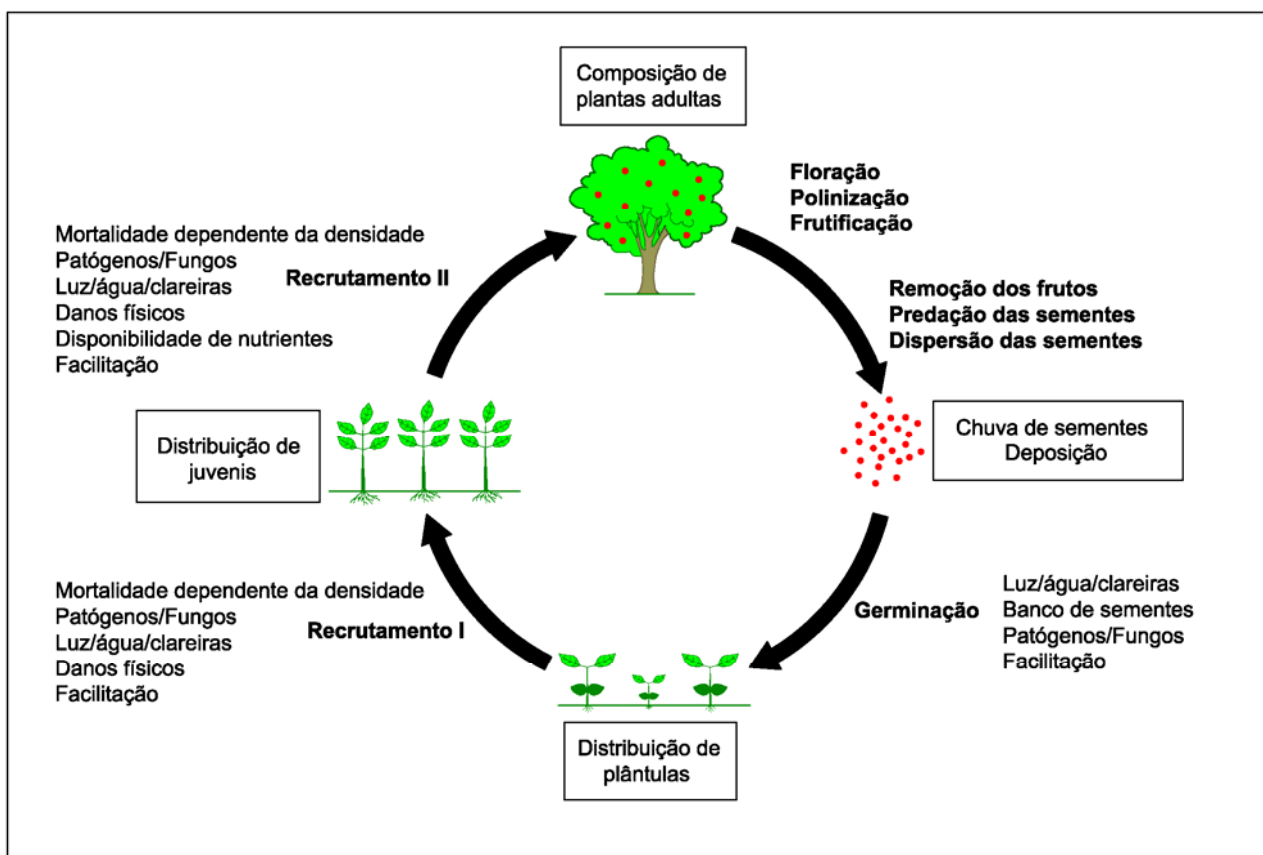 Composição de
plantas adultas
Floração
Polinização
Frutificação
Remoção dos frutos
Predação das sementes
Dispersão das sementes
Chuva de sementes
Deposição
Luz/água/clareiras
Banco de sementes
Patógenos/Fungos
Facilitação
Germinação
Distribuição de
plântulas
Mortalidade dependente da densidade
Patógenos/Fungos
Luz/água/clareiras
Danos físicos
Facilitação
Recrutamento I
Distribuição de
juvenis
Mortalidade dependente da densidade
Patógenos/Fungos
Luz/água/clareiras
Danos físicos
Disponibilidade de nutrientes
Facilitação
Recrutamento II